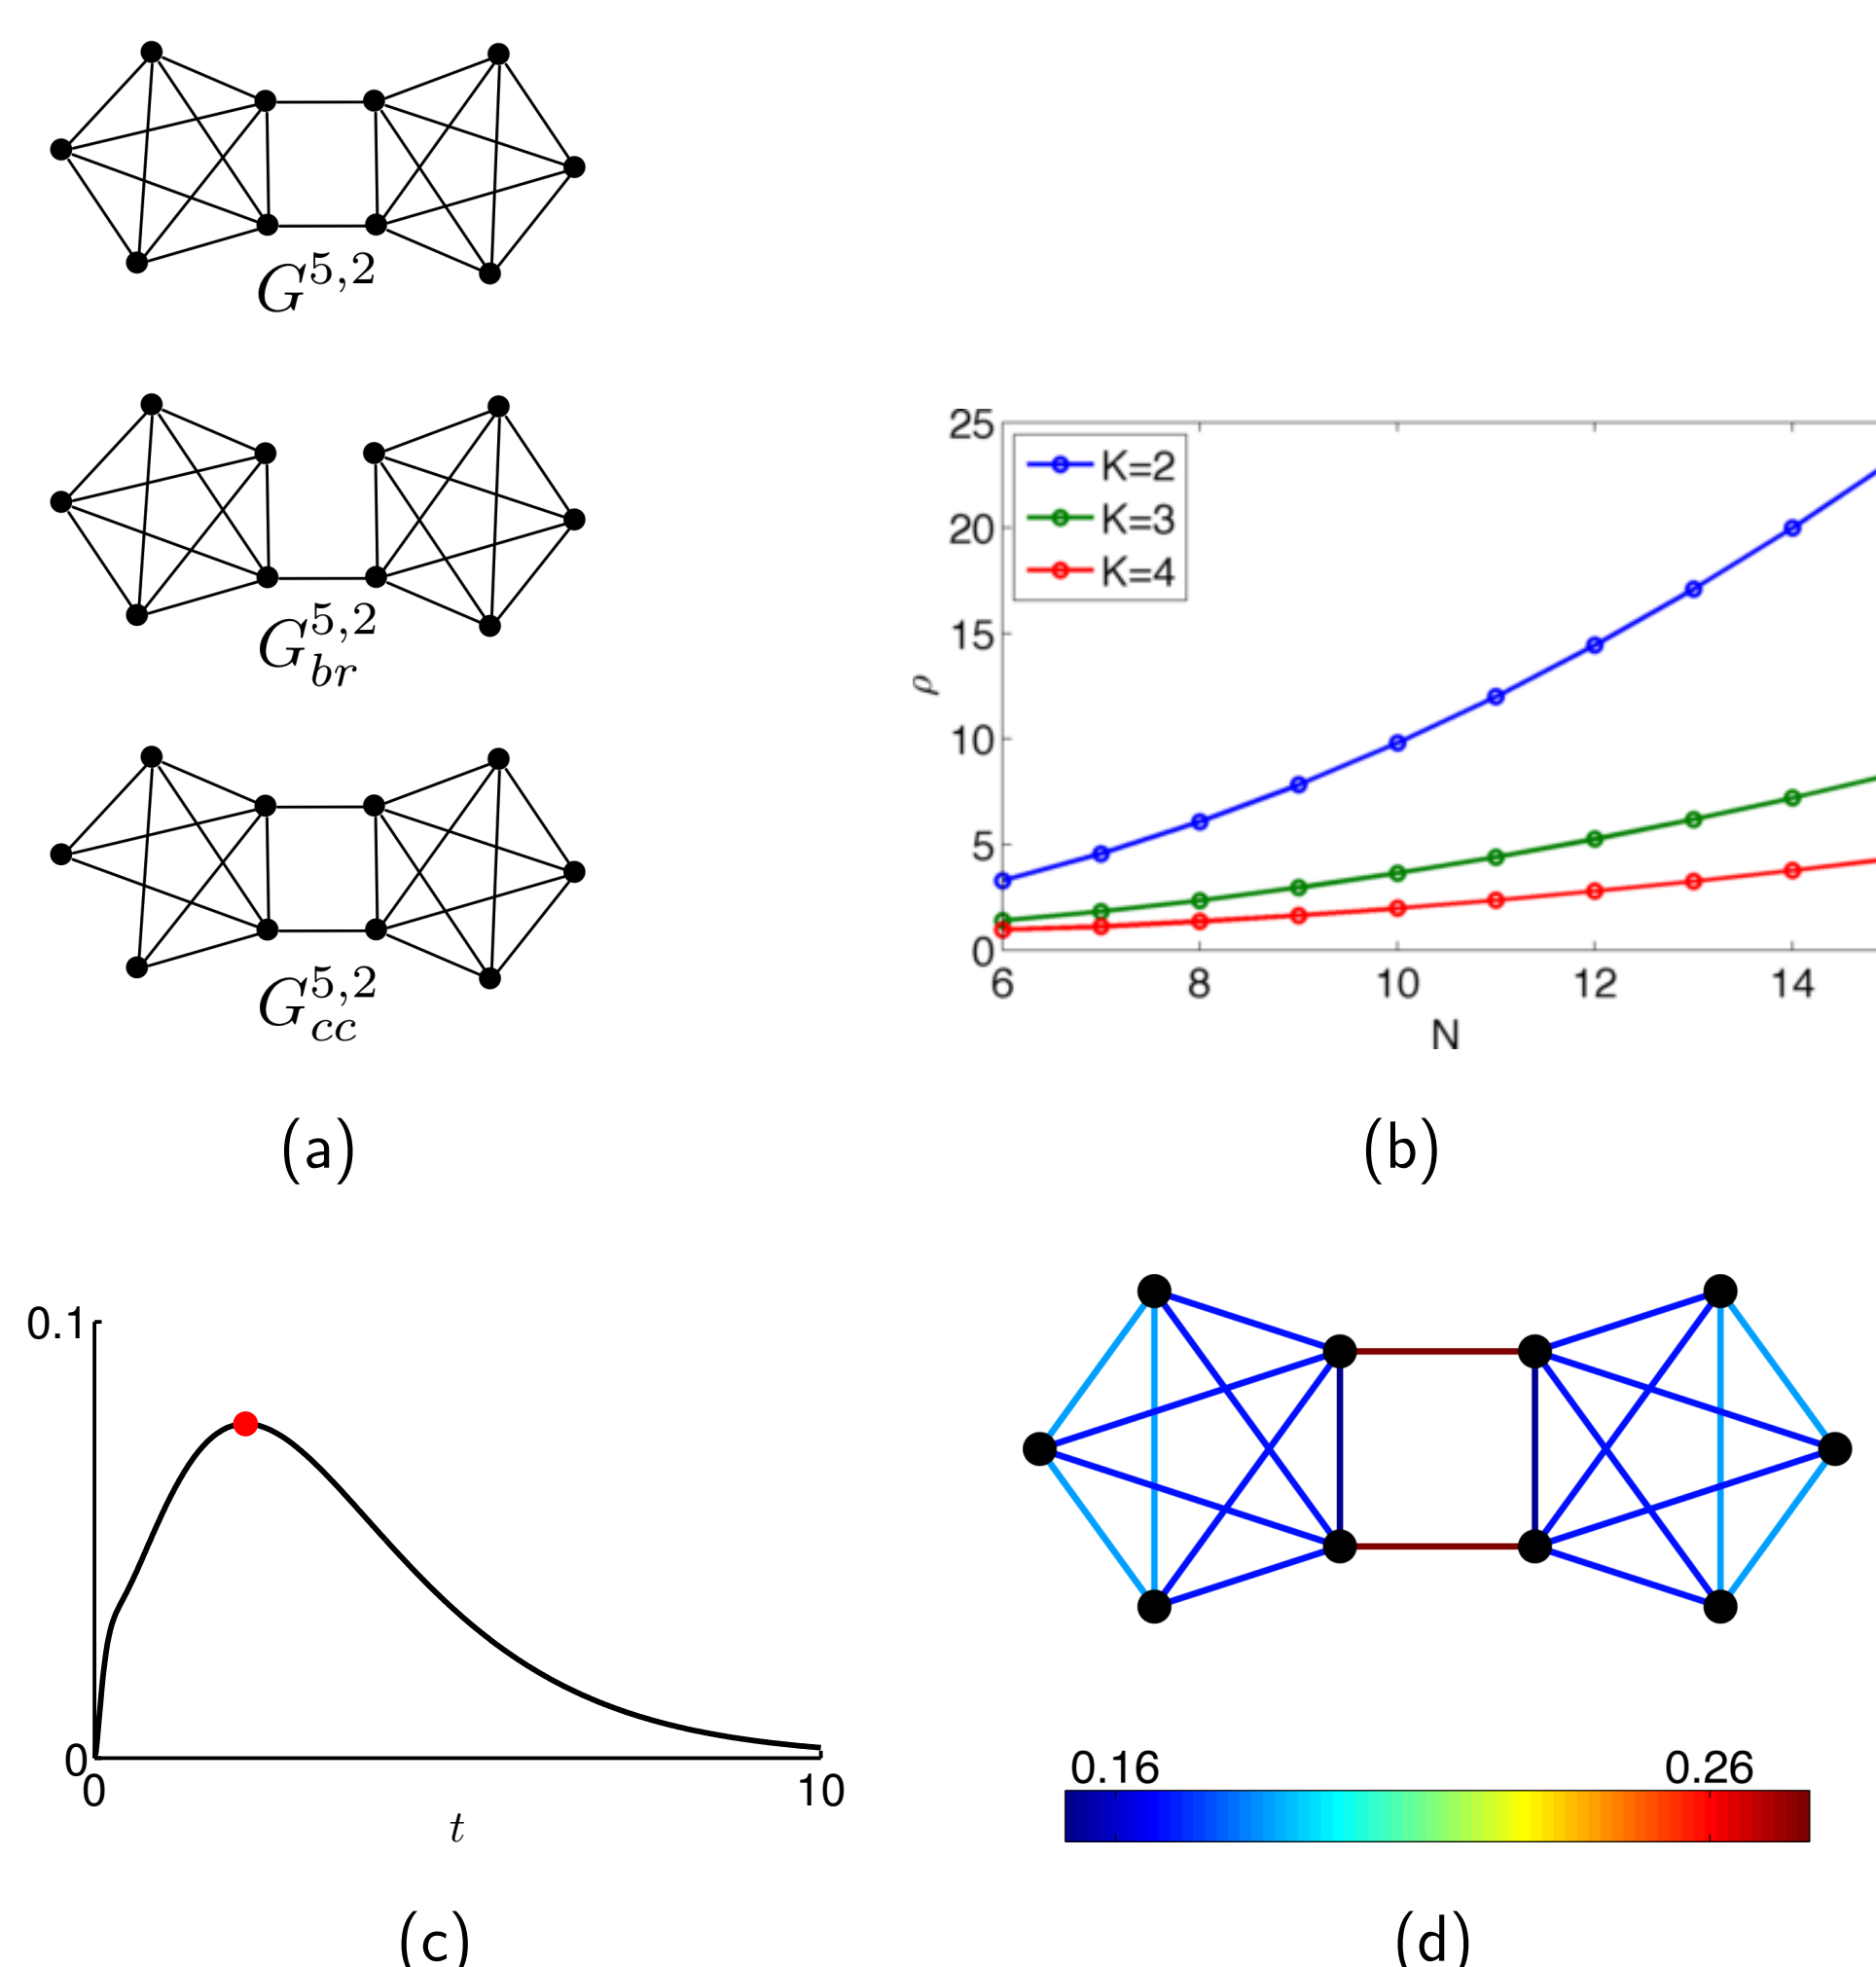 G^{5,2}
G_{br}^{5,2}
G_{cc}^{5,2}
(a)
25
20
15
10
5
0
ρ
K=2
K=3
K=4
6 8 10 12 14
N
(b)
0.1
0
0 10
t
(c)
0.16 0.26
(d)